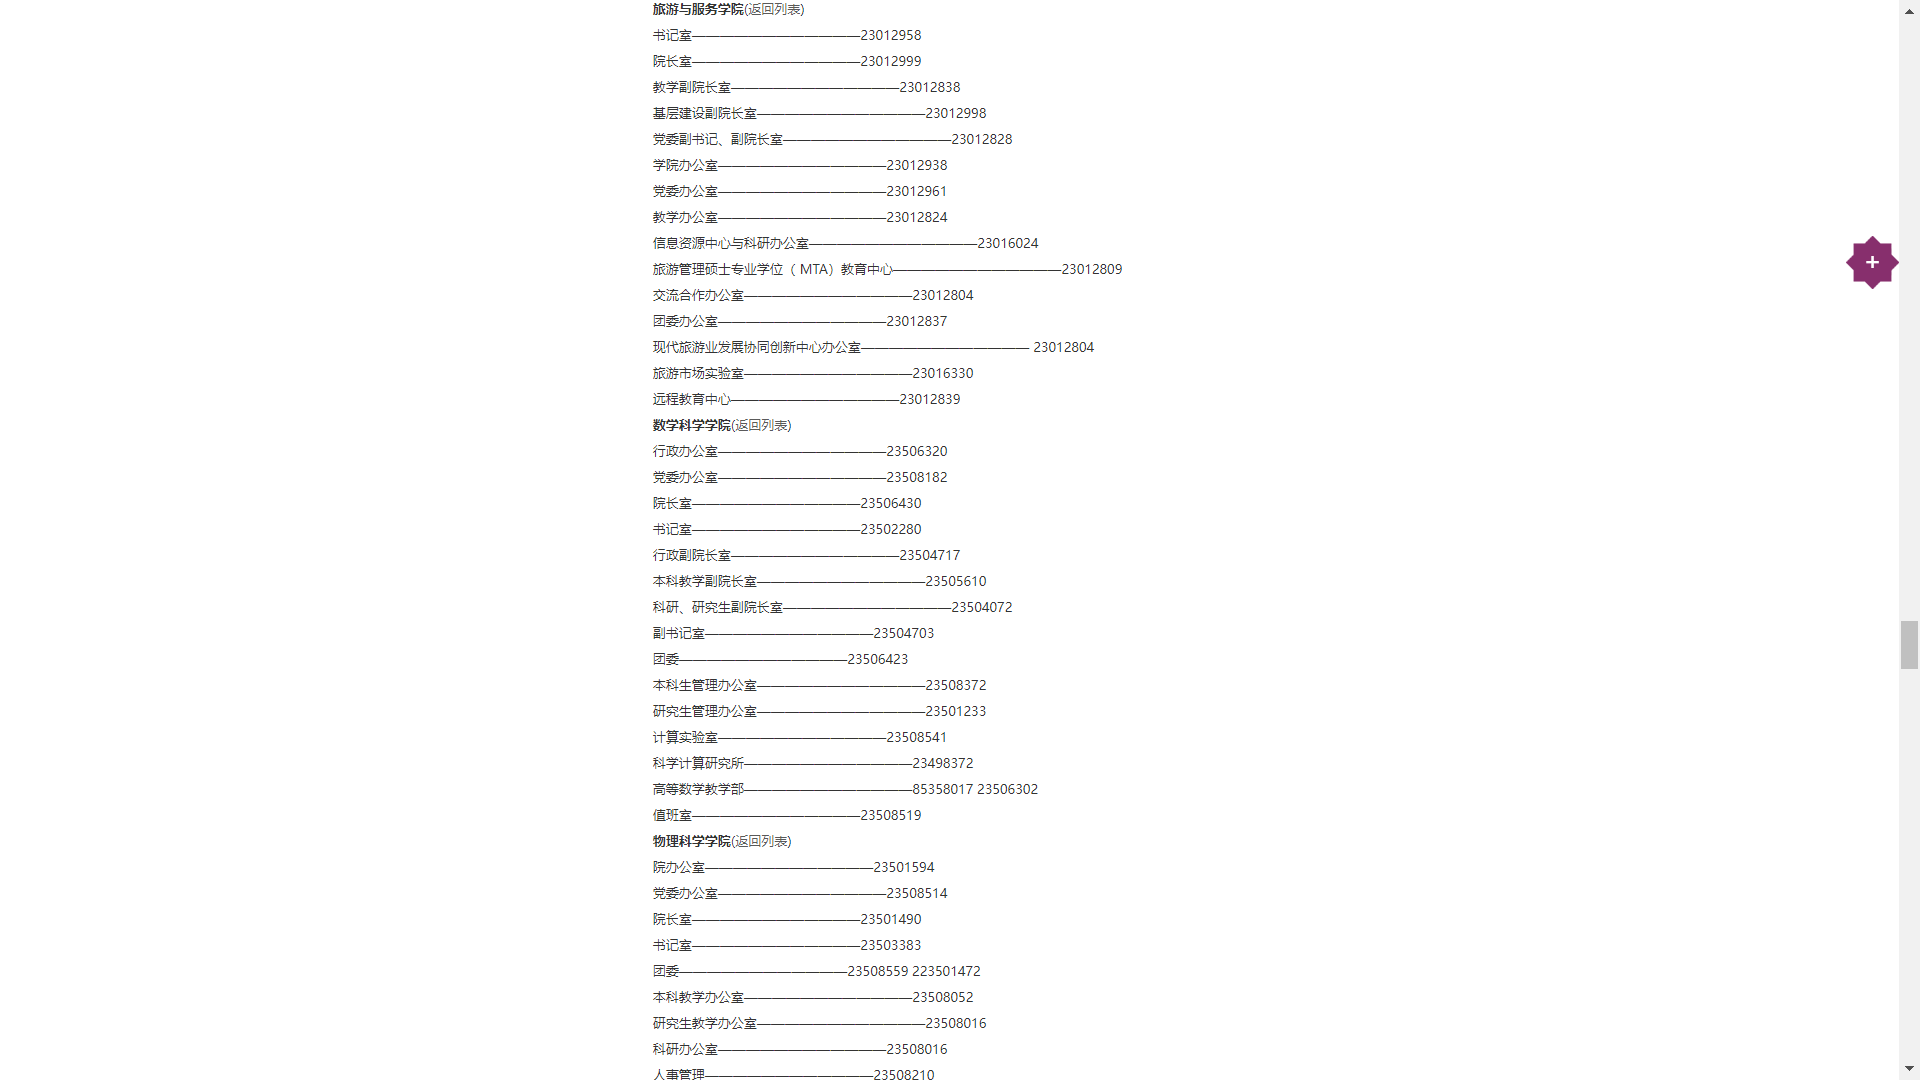 旅游与服务学院(返回列表)
书记室—————————————23012958
院长室—————————————23012999
教学副院长室—————————————23012838
基层建设副院长室—————————————23012998
党委副书记、副院长室—————————————23012828
学院办公室—————————————23012938
党委办公室—————————————23012961
教学办公室—————————————23012824
信息资源中心与科研办公室—————————————23016024
旅游管理硕士专业学位（ MTA）教育中心—————————————23012809
交流合作办公室—————————————23012804
团委办公室—————————————23012837
现代旅游业发展协同创新中心办公室————————————— 23012804
旅游市场实验室—————————————23016330
远程教育中心—————————————23012839
数学科学学院(返回列表)
行政办公室—————————————23506320
党委办公室—————————————23508182
院长室—————————————23506430
书记室—————————————23502280
行政副院长室—————————————23504717
本科教学副院长室—————————————23505610
科研、研究生副院长室—————————————23504072
副书记室—————————————23504703
团委—————————————23506423
本科生管理办公室—————————————23508372
研究生管理办公室—————————————23501233
计算实验室—————————————23508541
科学计算研究所—————————————23498372
高等数学教学部—————————————85358017 23506302
值班室—————————————23508519
物理科学学院(返回列表)
院办公室—————————————23501594
党委办公室—————————————23508514
院长室—————————————23501490
书记室—————————————23503383
团委—————————————23508559 223501472
本科教学办公室—————————————23508052
研究生教学办公室—————————————23508016
科研办公室—————————————23508016
人事管理—————————————23508210
+